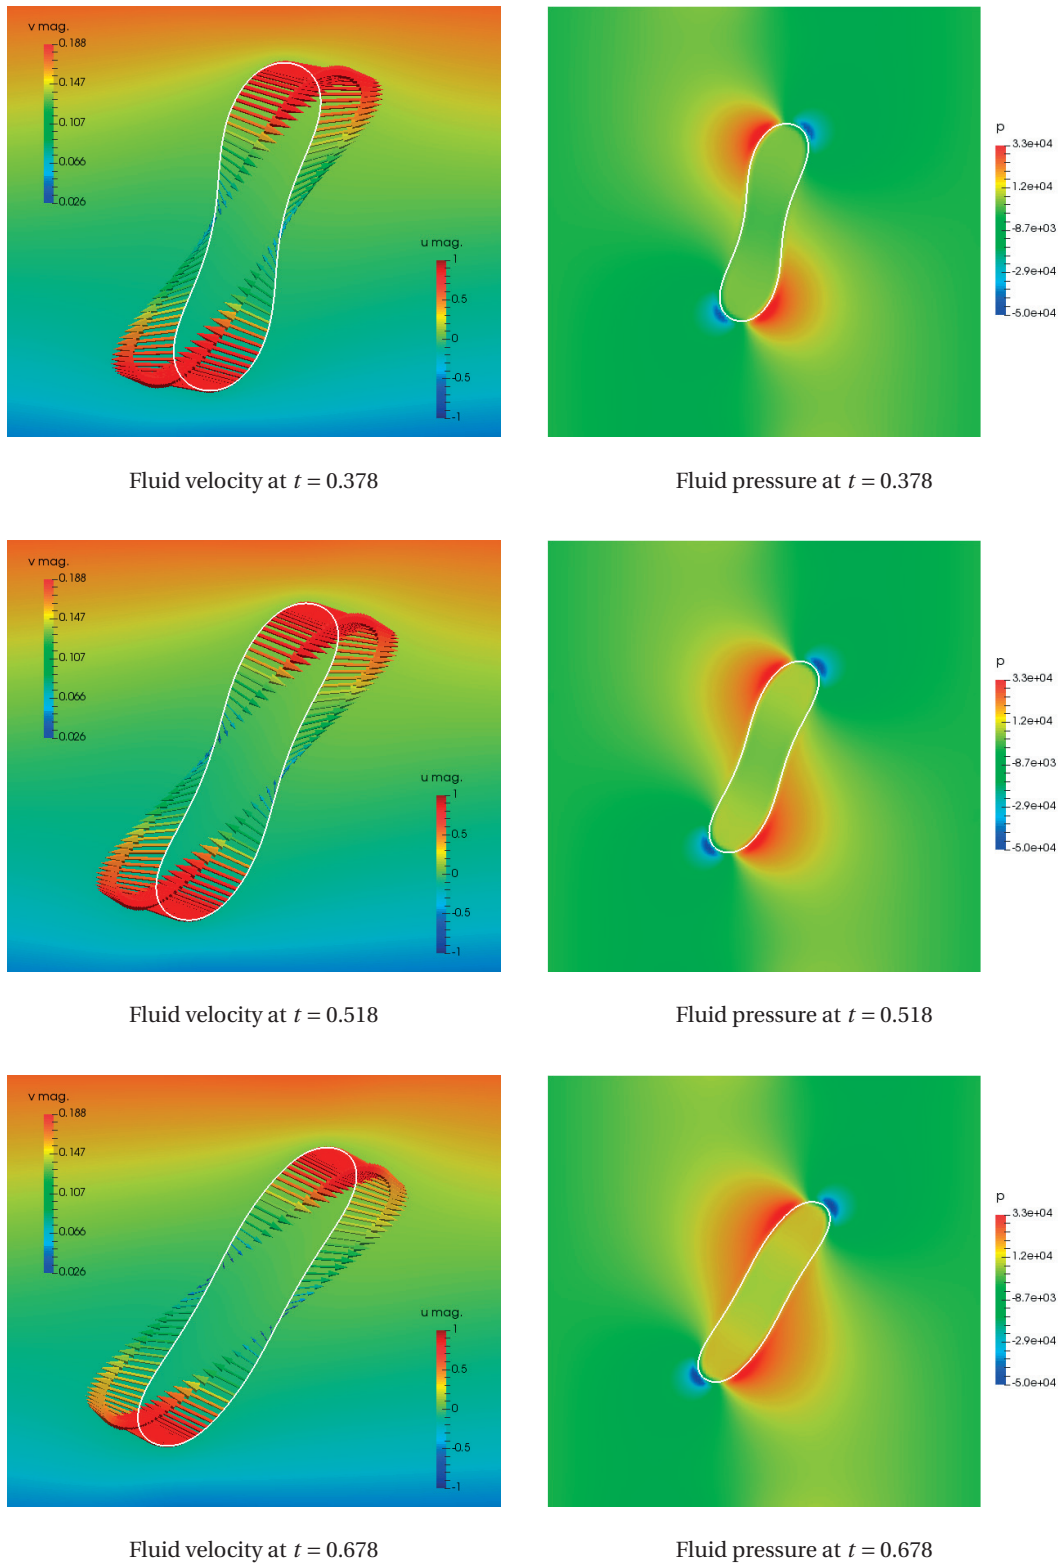 v mag.
0.188
0.147
0.107
0.066
0.026
u mag.
1
0.5
0
-0.5
-1
p
3.3e+04
1.2e+04
-8.7e+03
-2.9e+04
-5.0e+04
Fluid velocity at t = 0.378
Fluid pressure at t = 0.378
v mag.
0.188
0.147
0.107
0.066
0.026
u mag.
1
0.5
0
-0.5
-1
p
3.3e+04
1.2e+04
-8.7e+03
-2.9e+04
-5.0e+04
Fluid velocity at t = 0.518
Fluid pressure at t = 0.518
v mag.
0.188
0.147
0.107
0.066
0.026
u mag.
1
0.5
0
-0.5
-1
p
3.3e+04
1.2e+04
-8.7e+03
-2.9e+04
-5.0e+04
Fluid velocity at t = 0.678
Fluid pressure at t = 0.678